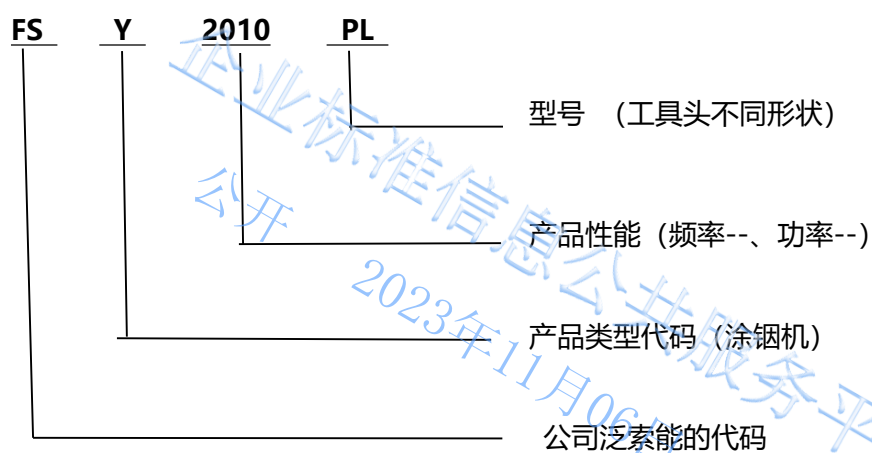 FS Y 2010 PL
型号 （工具头不同形状）
产品性能（频率--、功率--）
产品类型代码（涂铟机）
公司泛索能的代码
企业标准信息公共服务平
公开
2023年11月06日